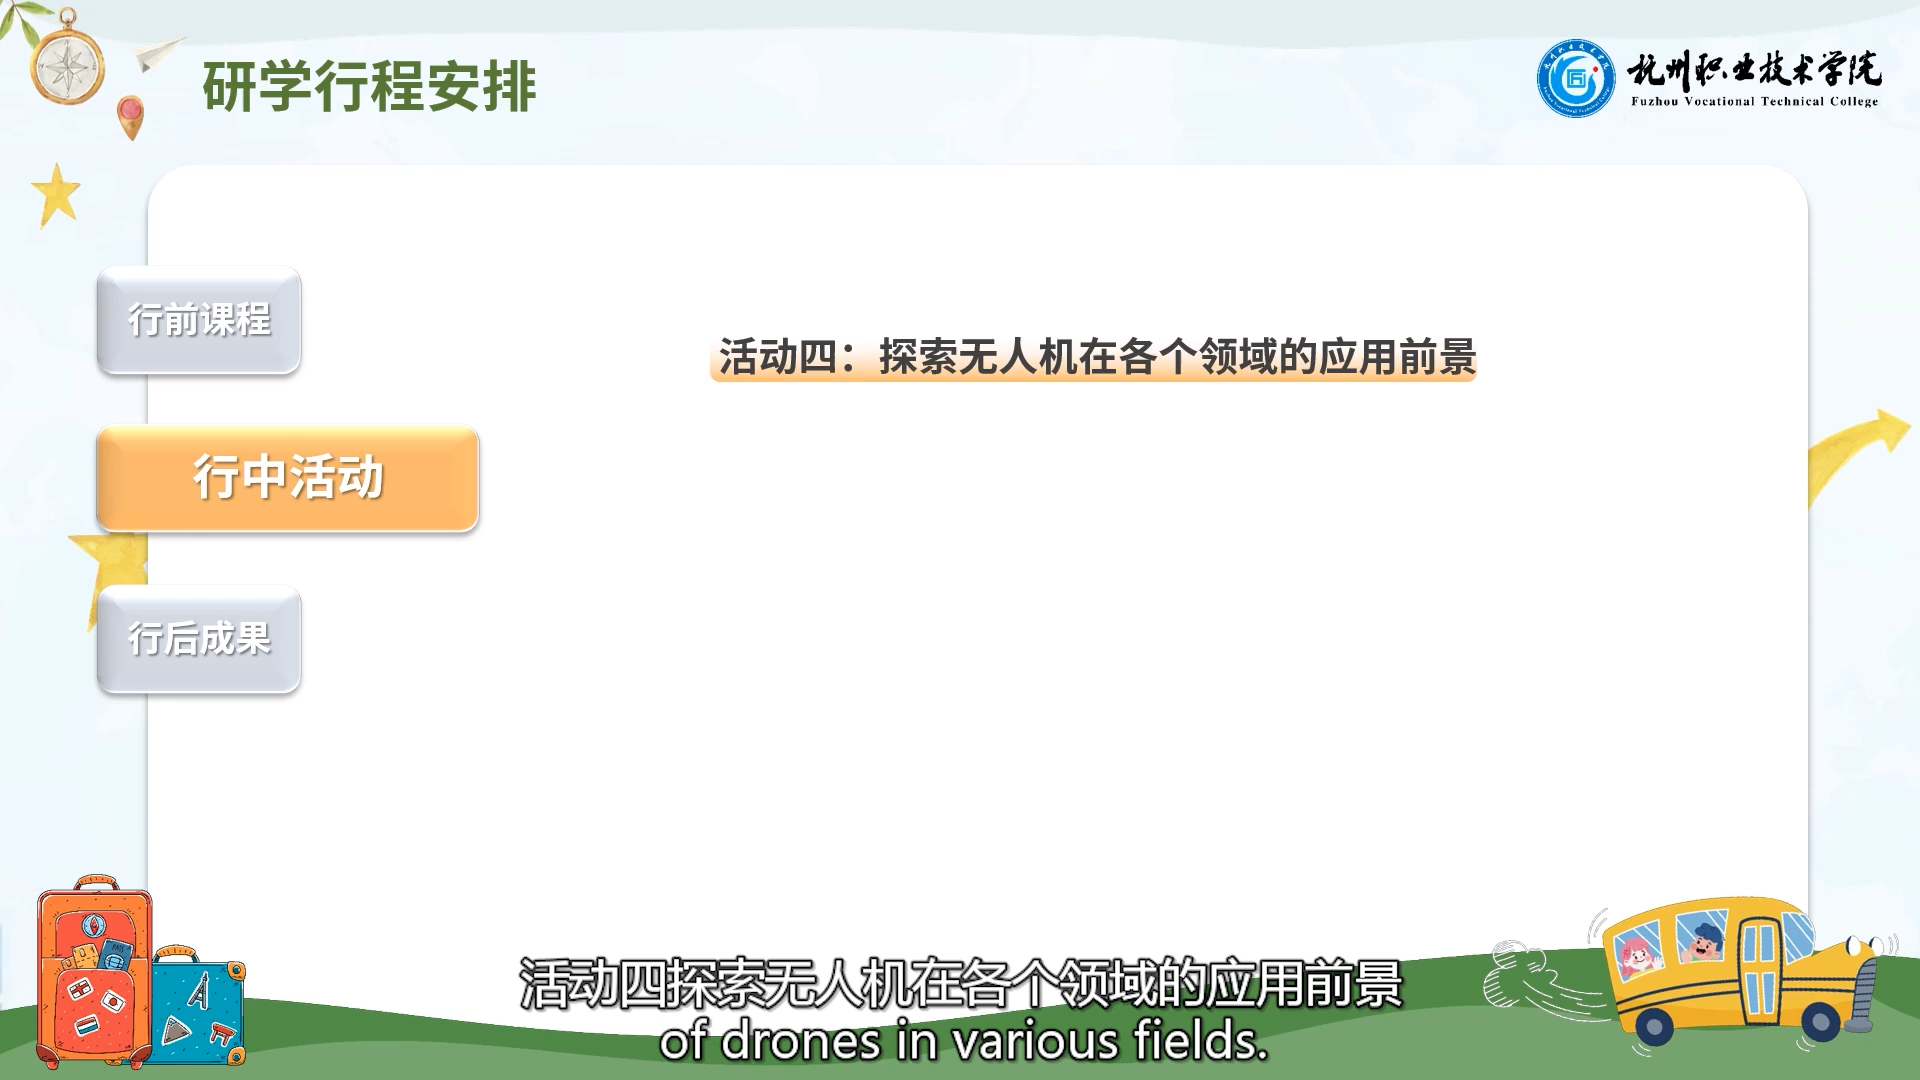 研学行程安排
杭州职业技术学院
Fuzhou Vocational Technical College
行前课程
活动四：探索无人机在各个领域的应用前景
行中活动
行后成果
活动四探索无人机在各个领域的应用前景
of drones in various fields.